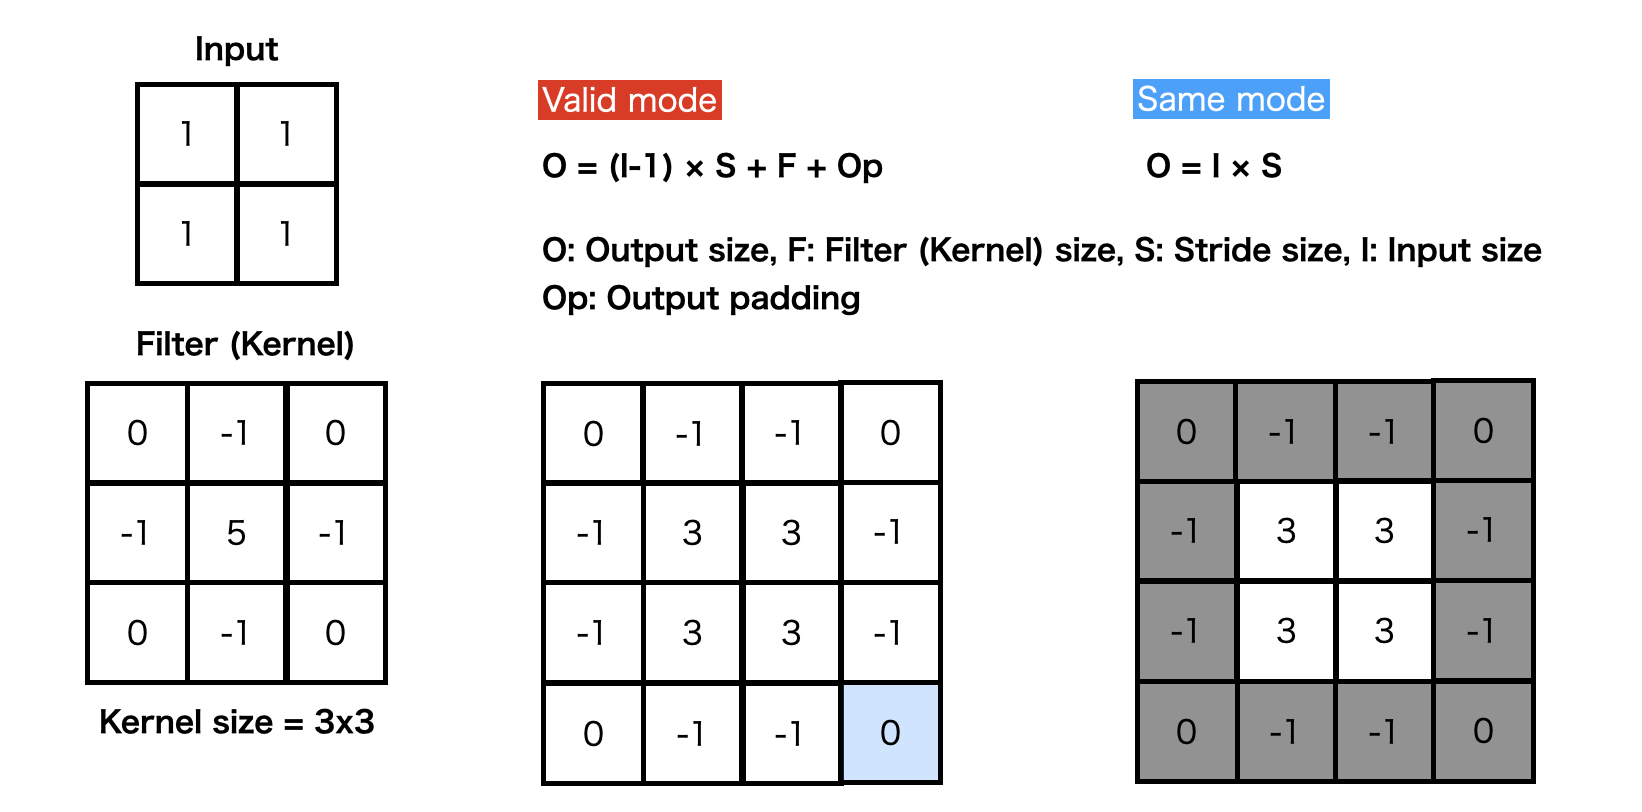 Input
1 1
1 1
Filter (Kernel)
0 -1 0
-1 5 -1
0 -1 0
Kernel size = 3x3
Valid mode
O = (I-1) × S + F + Op
Same mode
O = I × S
O: Output size, F: Filter (Kernel) size, S: Stride size, I: Input size
Op: Output padding
0 -1 -1 0
-1 3 3 -1
-1 3 3 -1
0 -1 -1 0
0 -1 -1 0
-1 3 3 -1
-1 3 3 -1
0 -1 -1 0